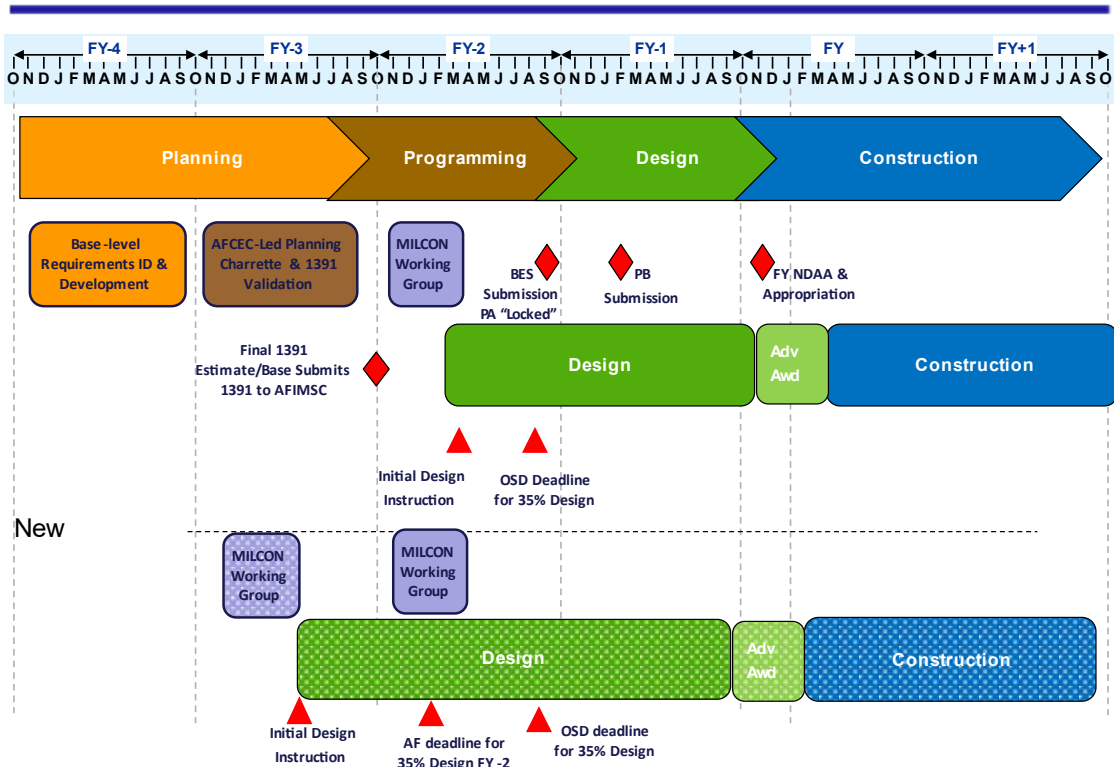 FY-4 FY-3 FY-2 FY-1 FY FY+1
O N D J F M A M J J A S O N D J F M A M J J A S O N D J F M A M J J A S O N D J F M A M J J A S O N D J F M A M J J A S O N D J F M A M J J A S O
Planning
Programming
Design
Construction
Base-level
Requirements ID &
Development
AFCEC-Led Planning
Charrette & 1391
Validation
MILCON
Working
Group
BES
Submission
PA “Locked”
PB
Submission
FY NDAA &
Appropriation
Final 1391
Estimate/Base Submits
1391 to AFIMSC
Design
Adv
Awd
Construction
Initial Design
Instruction
OSD Deadline
for 35% Design
New
MILCON
Working
Group
MILCON
Working
Group
Design
Adv
Awd
Construction
Initial Design
Instruction
AF deadline for
35% Design FY -2
OSD deadline
for 35% Design